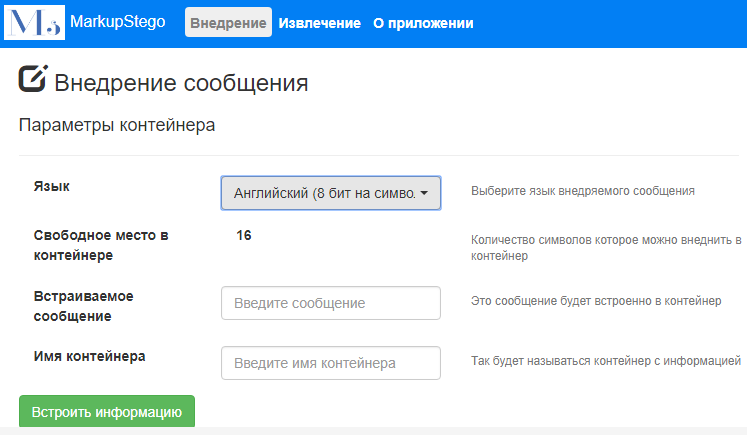 M3 MarkupStego Внедрение Извлечение О приложении
Внедрение сообщения
Параметры контейнера
Язык
Английский (8 бит на симво.
Выберите язык внедряемого сообщения
Свободное место в
контейнере
16
Количество символов которое можно внеднить в
контейнер
Встраиваемое
сообщение
Введите сообщение
Это сообщение будет встроенно в контейнер
Имя контейнера
Введите имя контейнера
Так будет называться контейнер с информацией
Встроить информацию